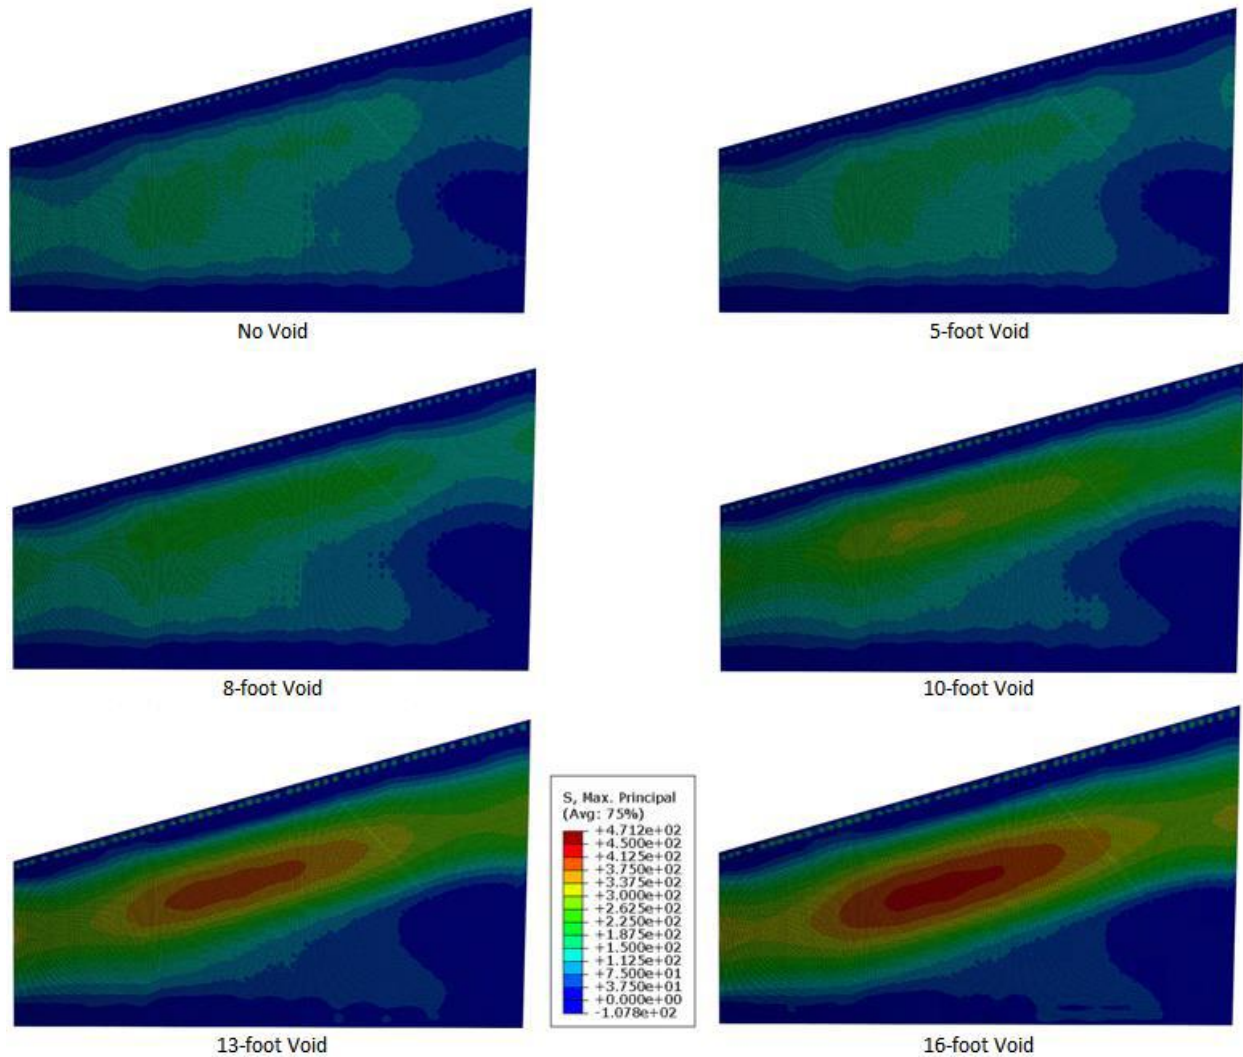 No Void
5-foot Void
8-foot Void
10-foot Void
S, Max. Principal
(Avg: 75%)
+4.712e+02
+4.500e+02
+4.125e+02
+3.750e+02
+3.375e+02
+3.000e+02
+2.625e+02
+2.250e+02
+1.875e+02
+1.500e+02
+1.125e+02
+7.500e+01
+3.750e+01
+0.000e+00
-1.078e+02
13-foot Void
16-foot Void